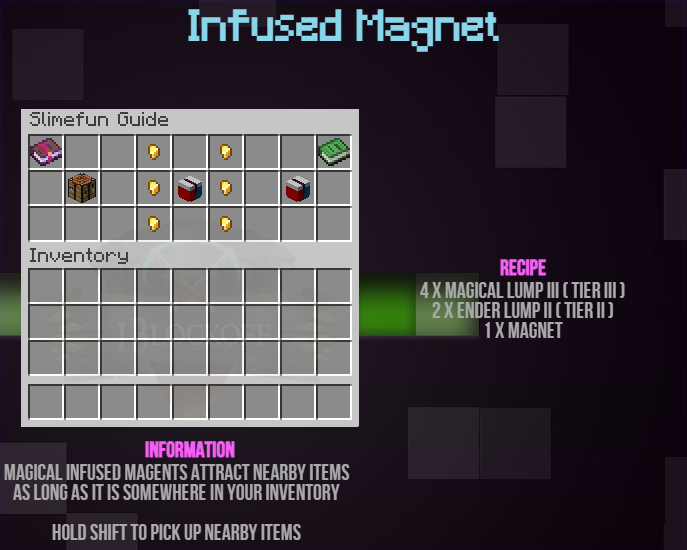 Infused Magnet
Slimefun Guide
Inventory
IBLOCKOFF
RECIPE
4 X MAGICAL LUMP III ( TIER III )
2 X ENDER LUMP II ( TIER II )
1 X MAGNET
INFORMATION
MAGICAL INFUSED MAGENTS ATTRACT NEARBY ITEMS
AS LONG AS IT IS SOMEWHERE IN YOUR INVENTORY
HOLD SHIFT TO PICK UP NEARBY ITEMS